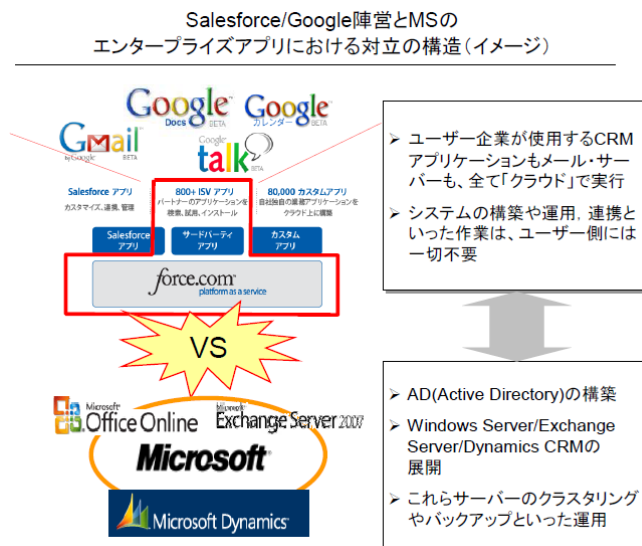 Salesforce/Google陣営とMSの
エンタープライズアプリにおける対立の構造(イメージ)
Google™
Docs BETA
Google™
カレンダー BETA
Gmail™
by Google BETA
Google™
talk
BETA
Salesforce アプリ
カスタマイズ、連携、管理
800+ ISV アプリ
パートナーのアプリケーションを
検索、試用、インストール
80,000 カスタムアプリ
自社独自の業務アプリケーションを
クラウド上に構築
Salesforce
アプリ
サードパーティ
アプリ
カスタム
アプリ
force.com™
platform as a service
VS
Microsoft
Office Online
Microsoft
Exchange Server 2007
Microsoft®
Microsoft Dynamics™
➢ ユーザー企業が使用するCRM
アプリケーションもメール・サー
バーも、全て「クラウド」で実行
➢ システムの構築や運用，連携と
いった作業は、ユーザー側には
一切不要
➢ AD(Active Directory)の構築
➢ Windows Server/Exchange
Server/Dynamics CRMの
展開
➢ これらサーバーのクラスタリング
やバックアップといった運用